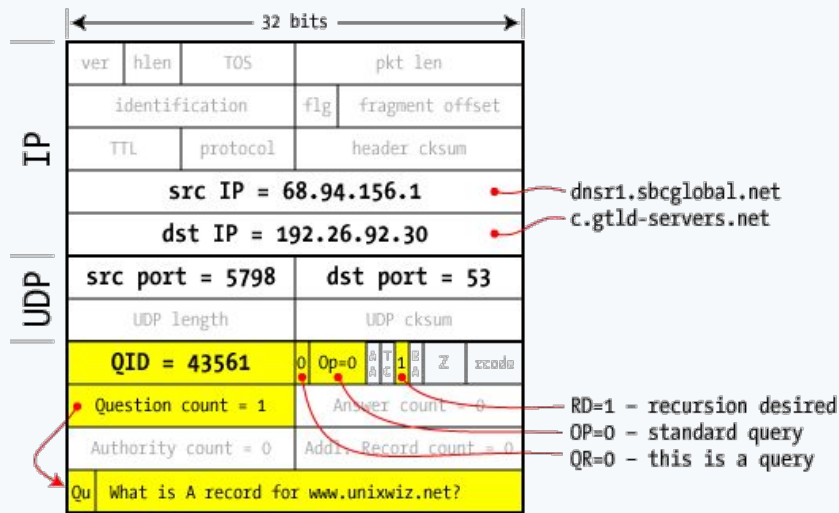 32 bits
IP
ver hlen TOS pkt len
identification flg fragment offset
TTL protocol header cksum
src IP = 68.94.156.1
dnsr1.sbcglobal.net
dst IP = 192.26.92.30
c.gtld-servers.net
UDP
src port = 5798 dst port = 53
UDP length UDP cksum
QID = 43561 0 Op=0 AA TC 1 RA Z rcode
Question count = 1 Answer count = 0
RD=1 – recursion desired
OP=0 – standard query
Authority count = 0 Addl. Record count = 0
QR=0 – this is a query
Qu What is A record for www.unixwiz.net?